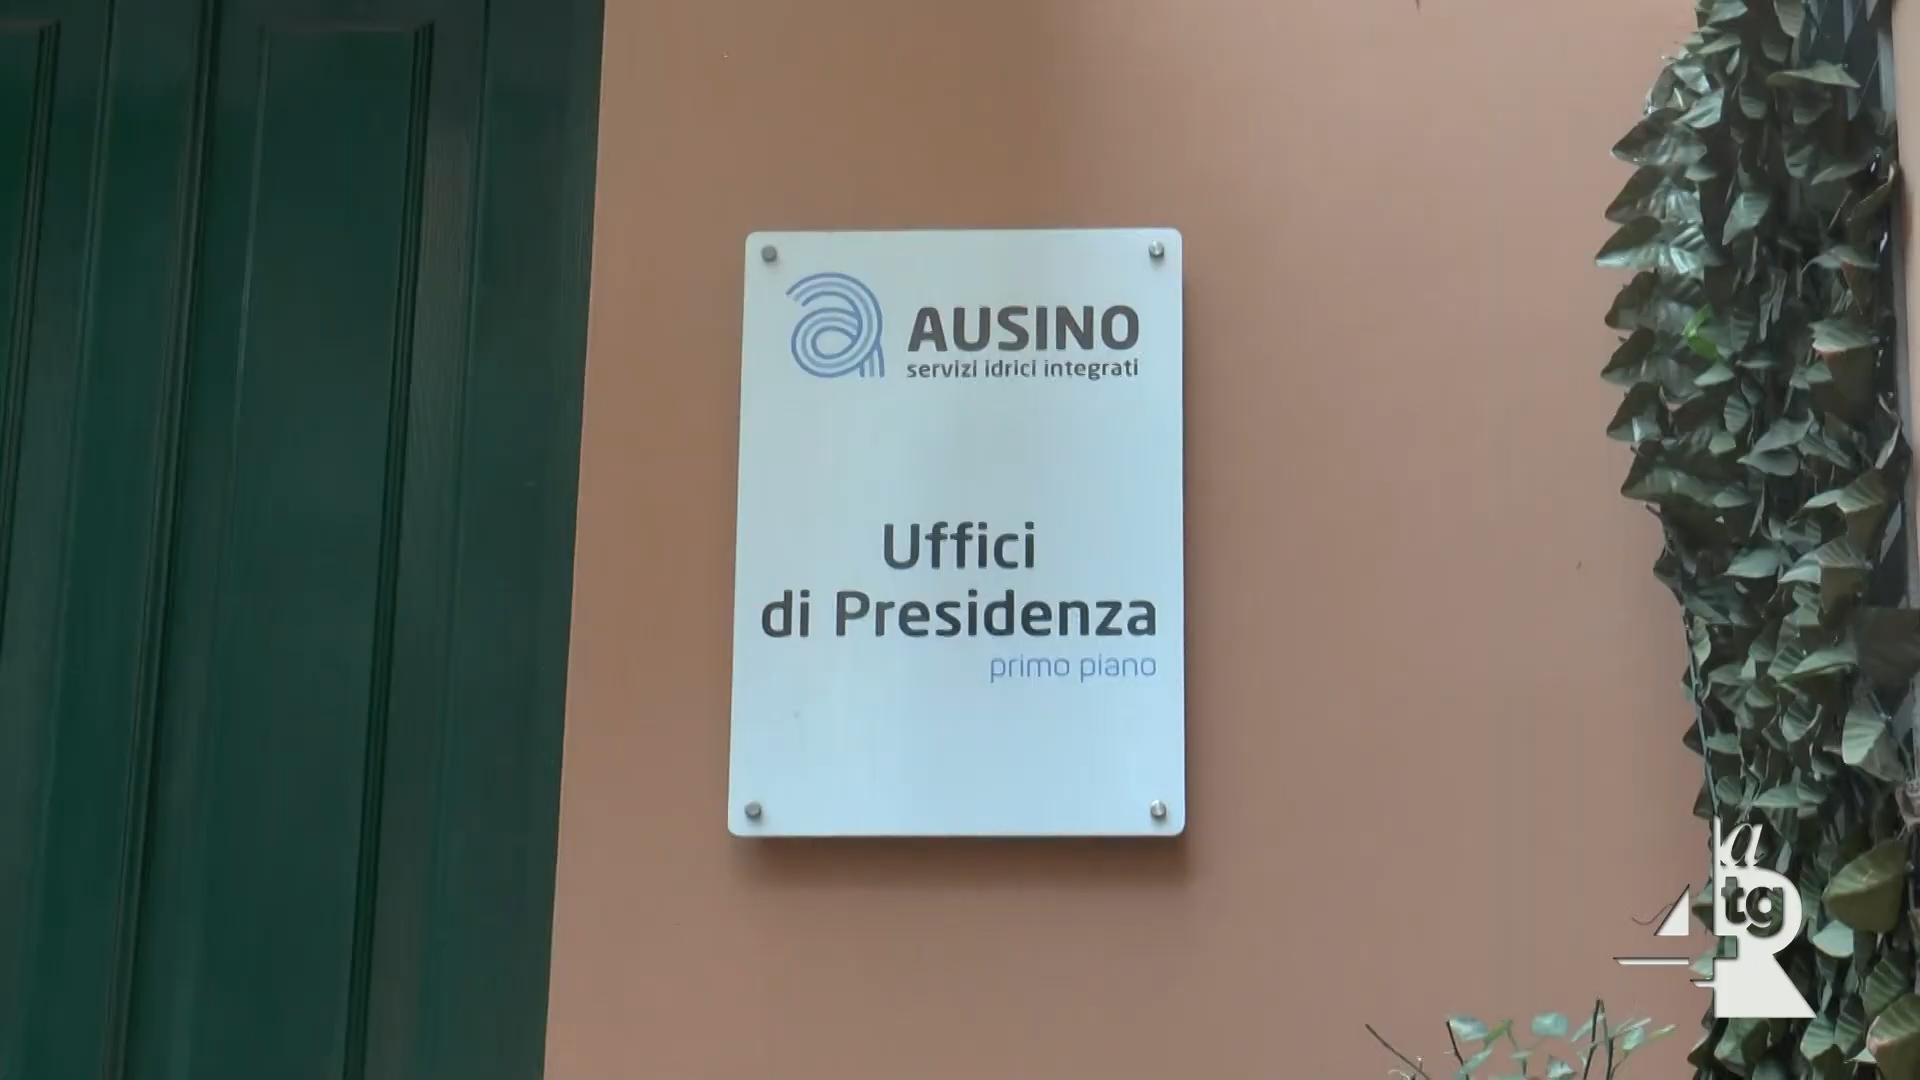 AUSINO
servizi idrici integrati
Uffici
di Presidenza
primo piano
tg